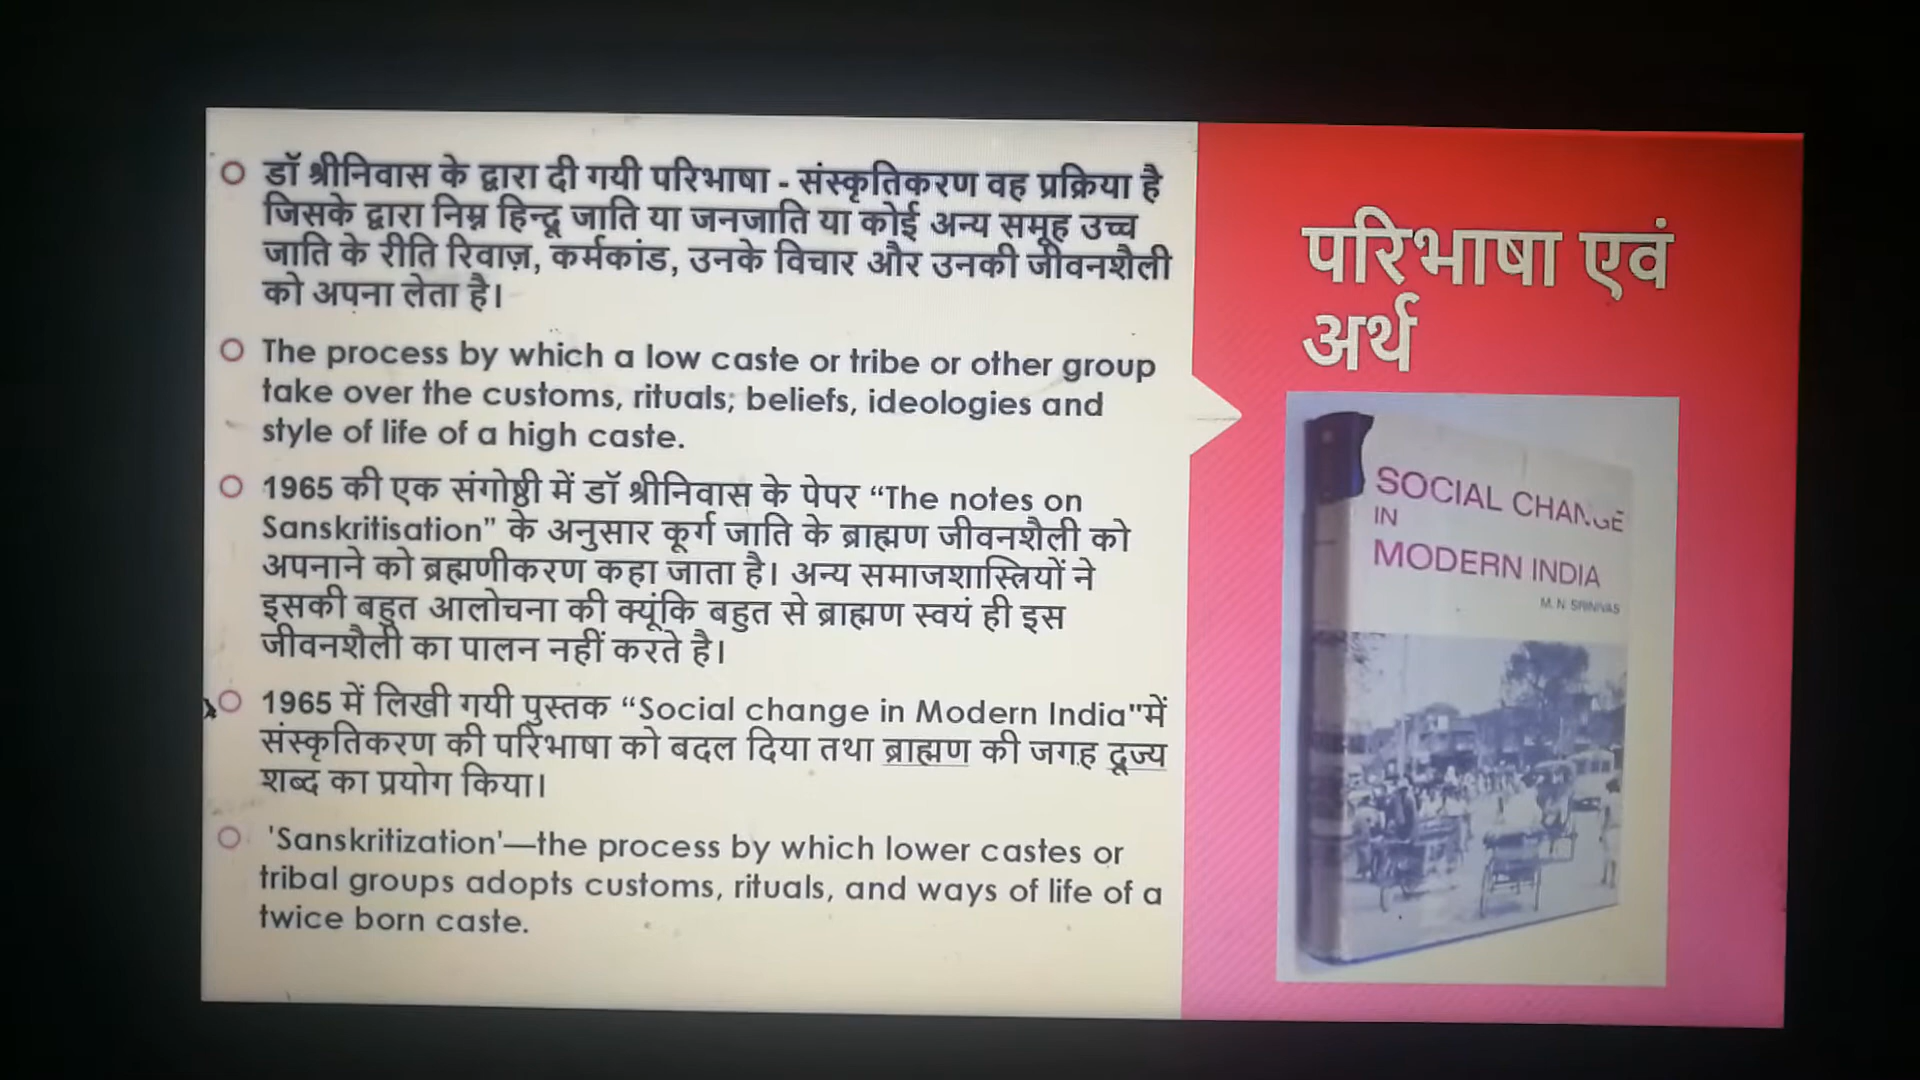 डॉ श्रीनिवास के द्वारा दी गयी परिभाषा - संस्कृतिकरण वह प्रक्रिया है
जिसके द्वारा निम्न हिन्दू जाति या जनजाति या कोई अन्य समूह उच्च
जाति के रीति रिवाज़, कर्मकांड, उनके विचार और उनकी जीवनशैली
को अपना लेता है।
The process by which a low caste or tribe or other group
take over the customs, rituals; beliefs, ideologies and
style of life of a high caste.
1965 की एक संगोष्ठी में डॉ श्रीनिवास के पेपर “The notes on
Sanskritisation” के अनुसार कूर्ग जाति के ब्राह्मण जीवनशैली को
अपनाने को ब्रह्मणीकरण कहा जाता है। अन्य समाजशास्त्रियों ने
इसकी बहुत आलोचना की क्यूंकि बहुत से ब्राह्मण स्वयं ही इस
जीवनशैली का पालन नहीं करते है।
1965 में लिखी गयी पुस्तक “Social change in Modern India"में
संस्कृतिकरण की परिभाषा को बदल दिया तथा ब्राह्मण की जगह दूज्य
शब्द का प्रयोग किया।
'Sanskritization'—the process by which lower castes or
tribal groups adopts customs, rituals, and ways of life of a
twice born caste.
परिभाषा एवं
अर्थ
SOCIAL CHANGE
IN
MODERN INDIA
M. N. SRINIVAS